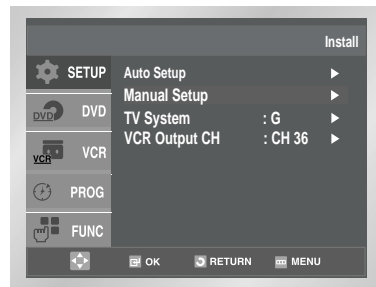 Install
SETUP
DVD DVD
VCR VCR
PROG
FUNC
Auto Setup
Manual Setup
TV System : G
VCR Output CH : CH 36
OK RETURN MENU